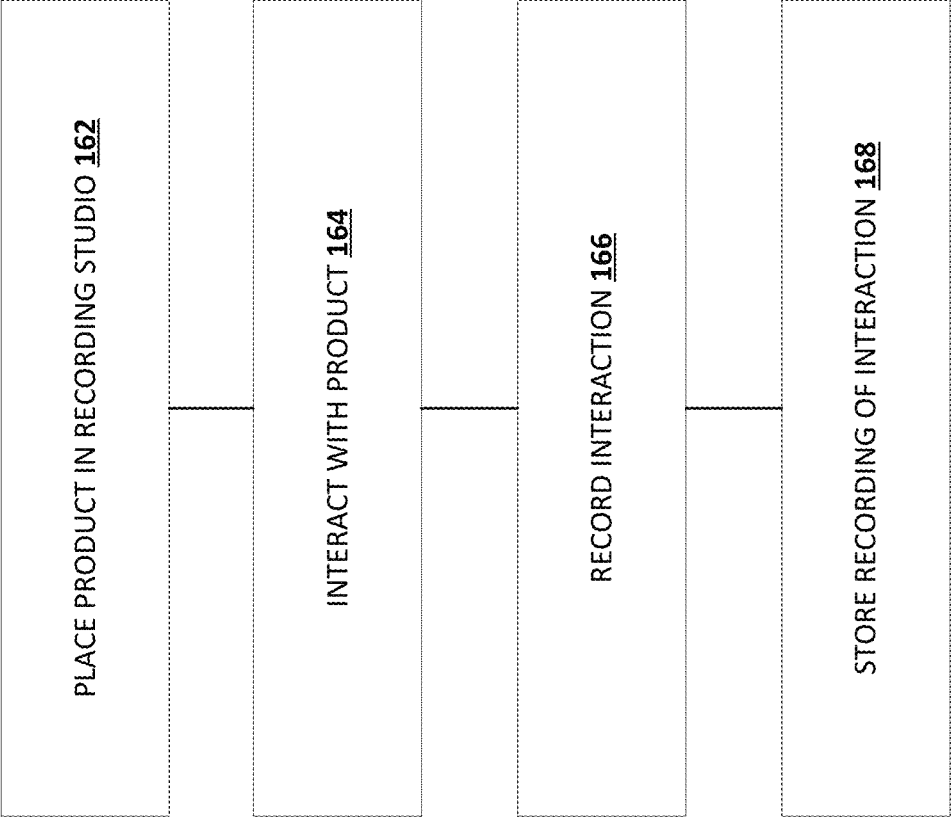 PLACE PRODUCT IN RECORDING STUDIO 162
INTERACT WITH PRODUCT 164
RECORD INTERACTION 166
STORE RECORDING OF INTERACTION 168